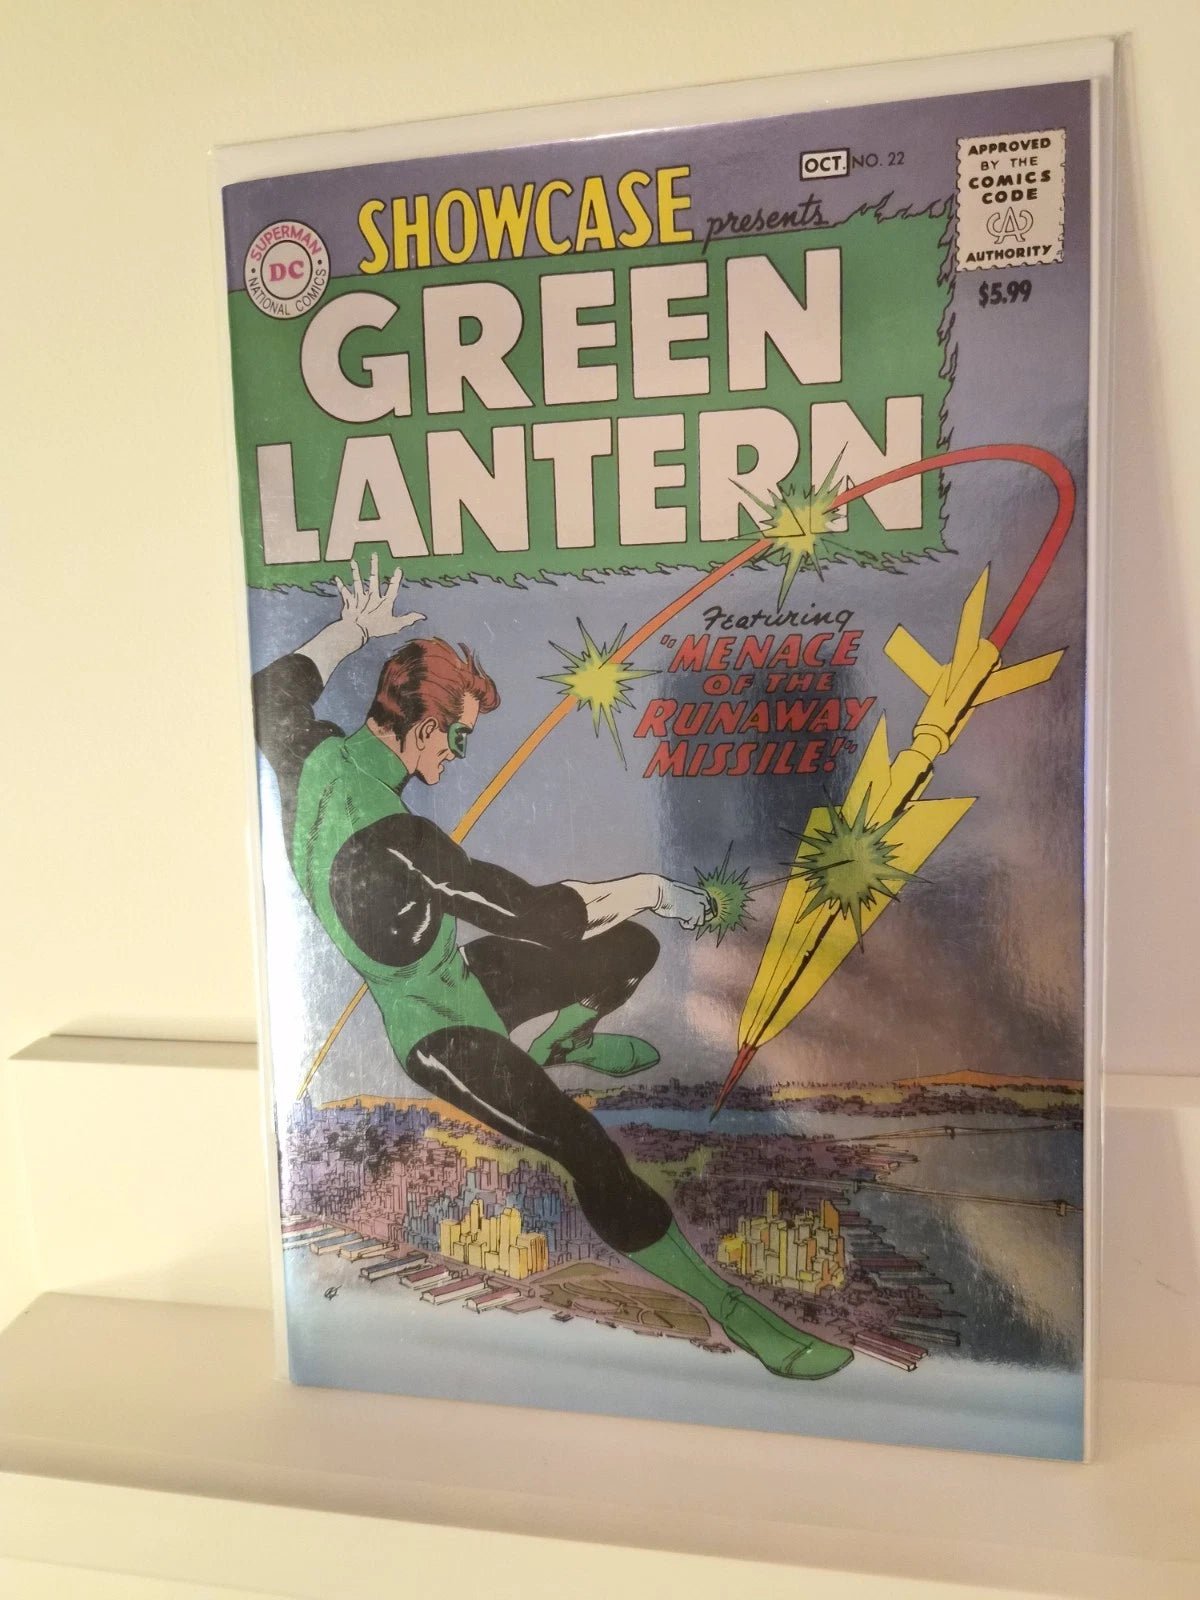 OCT. NO. 22
APPROVED
BY THE
COMICS
CODE
CA
AUTHORITY
$5.99
SHOWCASE presents
SUPERMAN
DC
NATIONAL COMICS
GREEN
LANTERN
Featuring
"MENACE
OF THE
RUNAWAY
MISSILE!"